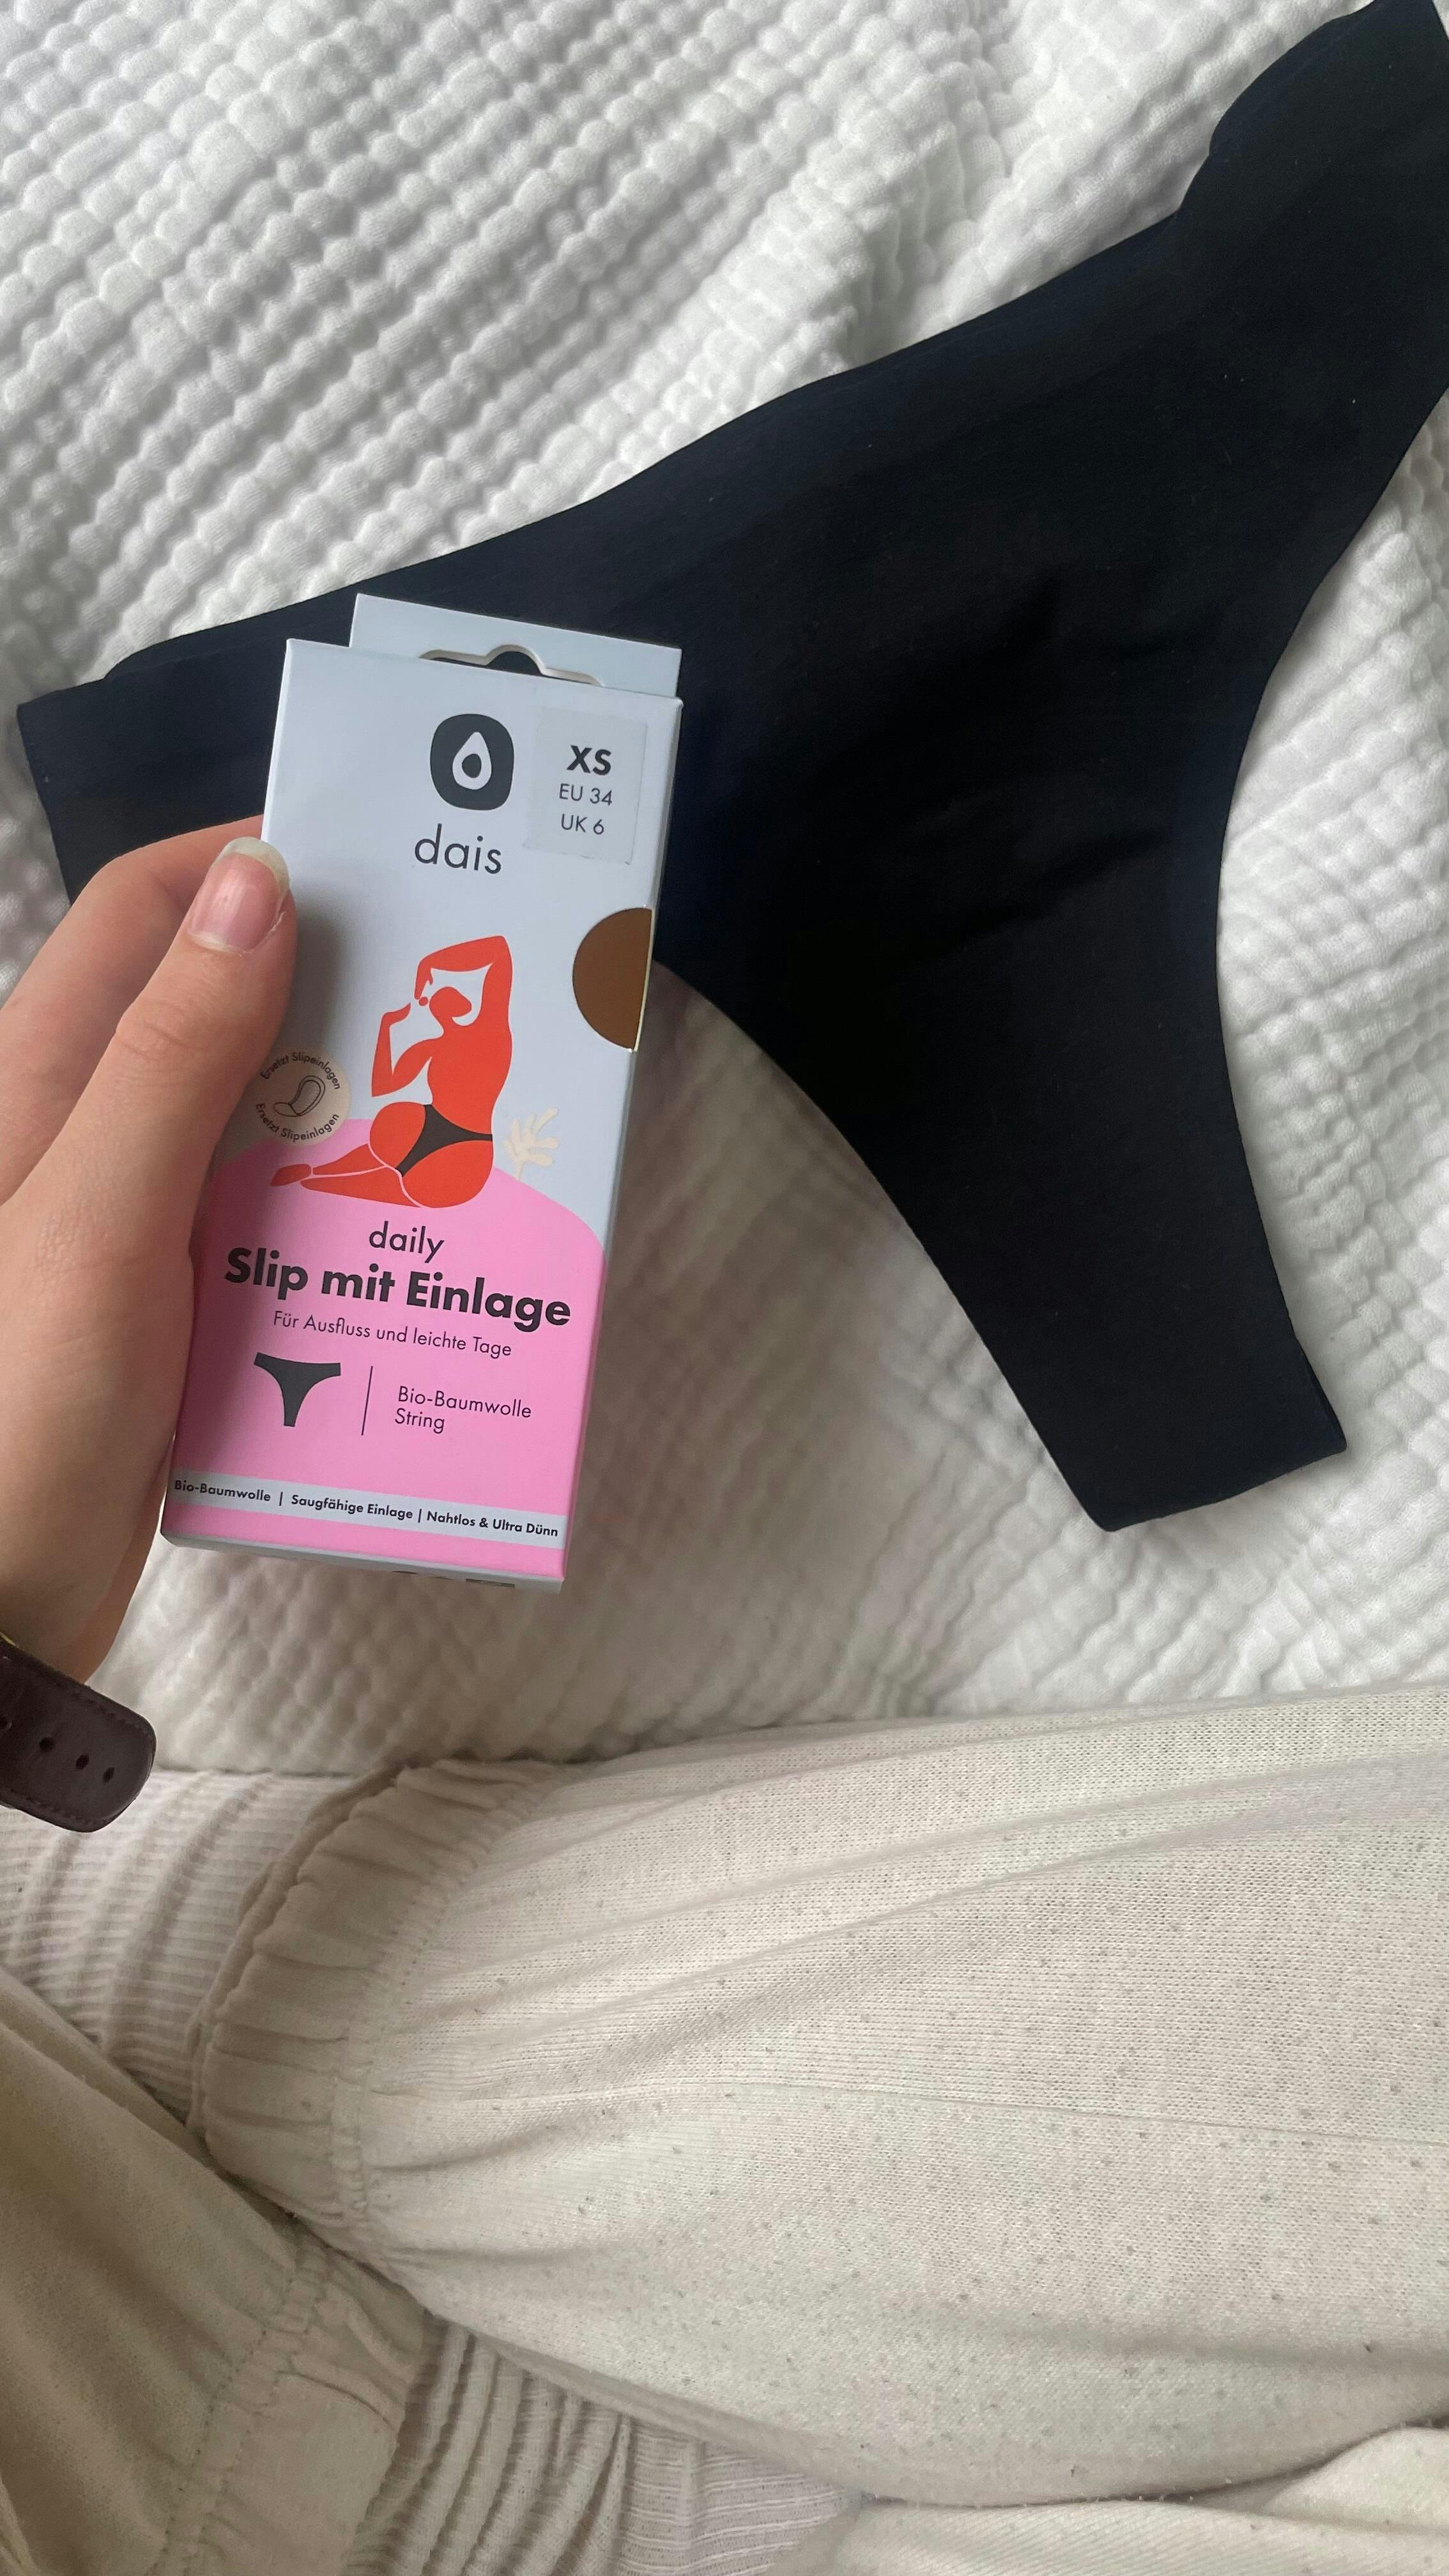 XS
EU 34
UK 6
dais
Ersetzt Slipeinlagen
Ersetzt Slipeinlagen
daily
Slip mit Einlage
Für Ausfluss und leichte Tage
Bio-Baumwolle
String
Bio-Baumwolle | Saugfähige Einlage | Nahtlos & Ultra Dünn